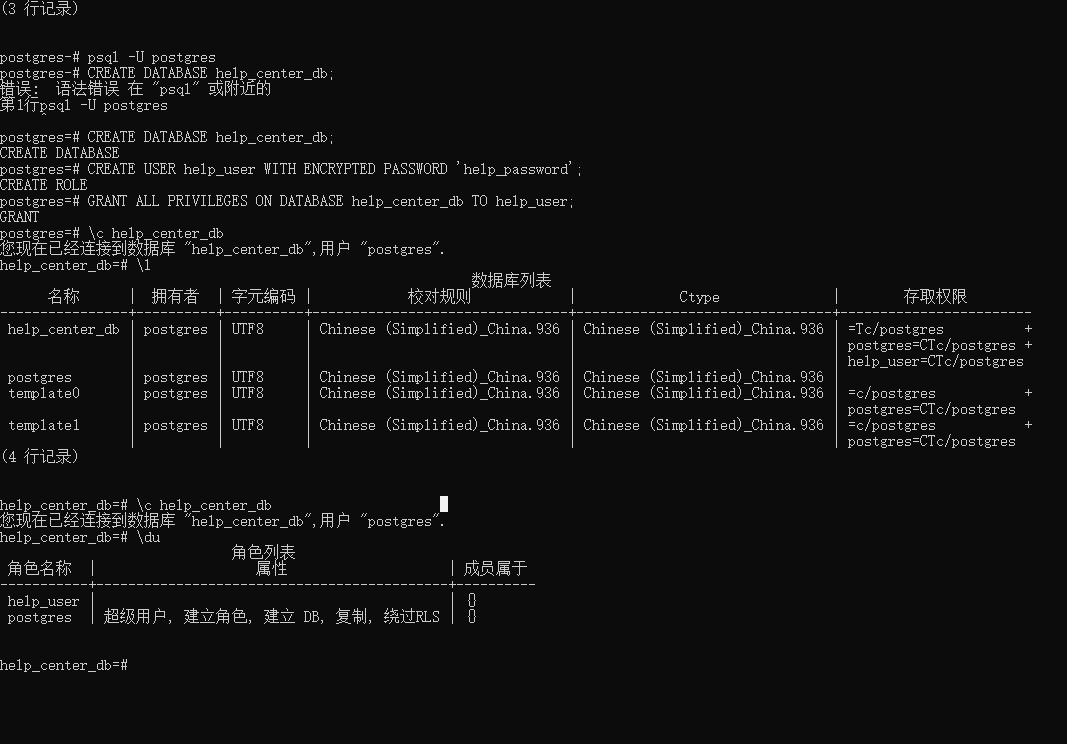 (3 行记录)
postgres-# psql -U postgres
postgres-# CREATE DATABASE help_center_db;
错误:  语法错误 在 "psql" 或附近的
第1行psql -U postgres
^
postgres=# CREATE DATABASE help_center_db;
CREATE DATABASE
postgres=# CREATE USER help_user WITH ENCRYPTED PASSWORD 'help_password';
CREATE ROLE
postgres=# GRANT ALL PRIVILEGES ON DATABASE help_center_db TO help_user;
GRANT
postgres=# \c help_center_db
您现在已经连接到数据库 "help_center_db",用户 "postgres".
help_center_db=# \l
数据库列表
名称 | 拥有者 | 字元编码 | 校对规则 | Ctype | 存取权限
----------------+----------+----------+--------------------------------+--------------------------------+-----------------------
help_center_db | postgres | UTF8 | Chinese (Simplified)_China.936 | Chinese (Simplified)_China.936 | =Tc/postgres +
| | | | | postgres=CTc/postgres +
| | | | | help_user=CTc/postgres
postgres | postgres | UTF8 | Chinese (Simplified)_China.936 | Chinese (Simplified)_China.936 |
template0 | postgres | UTF8 | Chinese (Simplified)_China.936 | Chinese (Simplified)_China.936 | =c/postgres +
| | | | | postgres=CTc/postgres
template1 | postgres | UTF8 | Chinese (Simplified)_China.936 | Chinese (Simplified)_China.936 | =c/postgres +
| | | | | postgres=CTc/postgres
(4 行记录)
help_center_db=# \c help_center_db
您现在已经连接到数据库 "help_center_db",用户 "postgres".
help_center_db=# \du
角色列表
角色名称 | 属性 | 成员属于
-----------+--------------------------------------------+----------
help_user | | {}
postgres | 超级用户, 建立角色, 建立 DB, 复制, 绕过RLS | {}
help_center_db=#